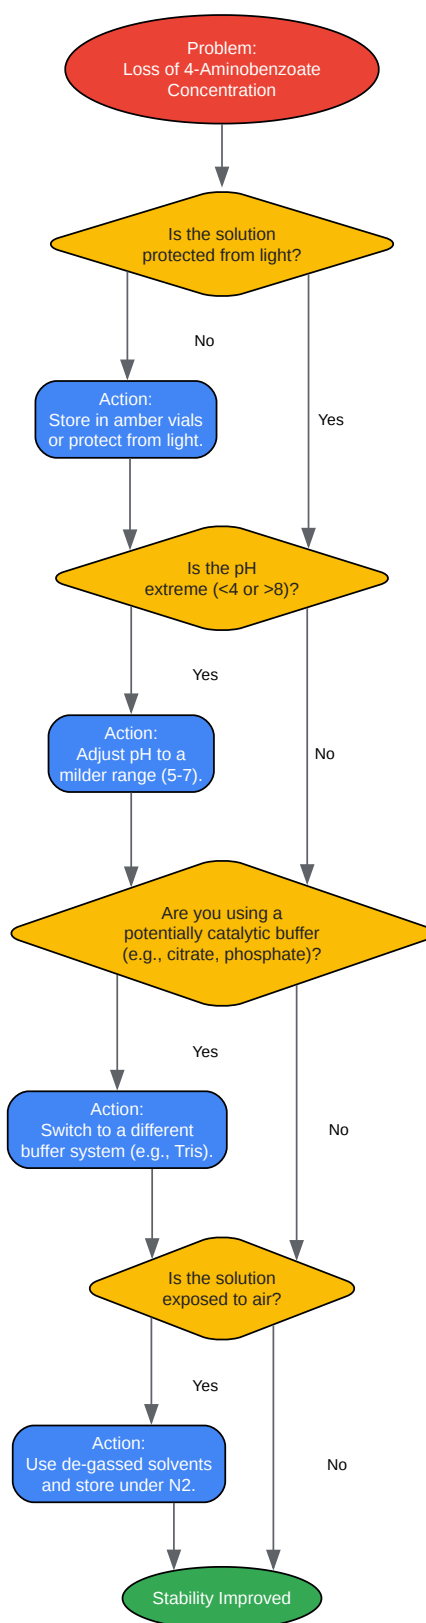 Problem:
Loss of 4-Aminobenzoate
Concentration
Is the solution
protected from light?
No
Action:
Store in amber vials
or protect from light.
Yes
Is the pH
extreme (<4 or >8)?
Yes
Action:
Adjust pH to a
milder range (5-7).
No
Are you using a
potentially catalytic buffer
(e.g., citrate, phosphate)?
Yes
Action:
Switch to a different
buffer system (e.g., Tris).
No
Is the solution
exposed to air?
Yes
Action:
Use de-gassed solvents
and store under N2.
No
Stability Improved